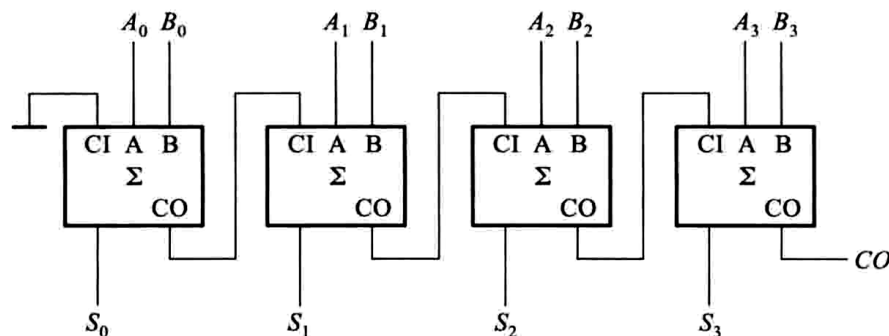 A₀ B₀ A₁ B₁ A₂ B₂ A₃ B₃
CI A B CI A B CI A B CI A B
Σ Σ Σ Σ
CO CO CO CO
CO
S₀ S₁ S₂ S₃